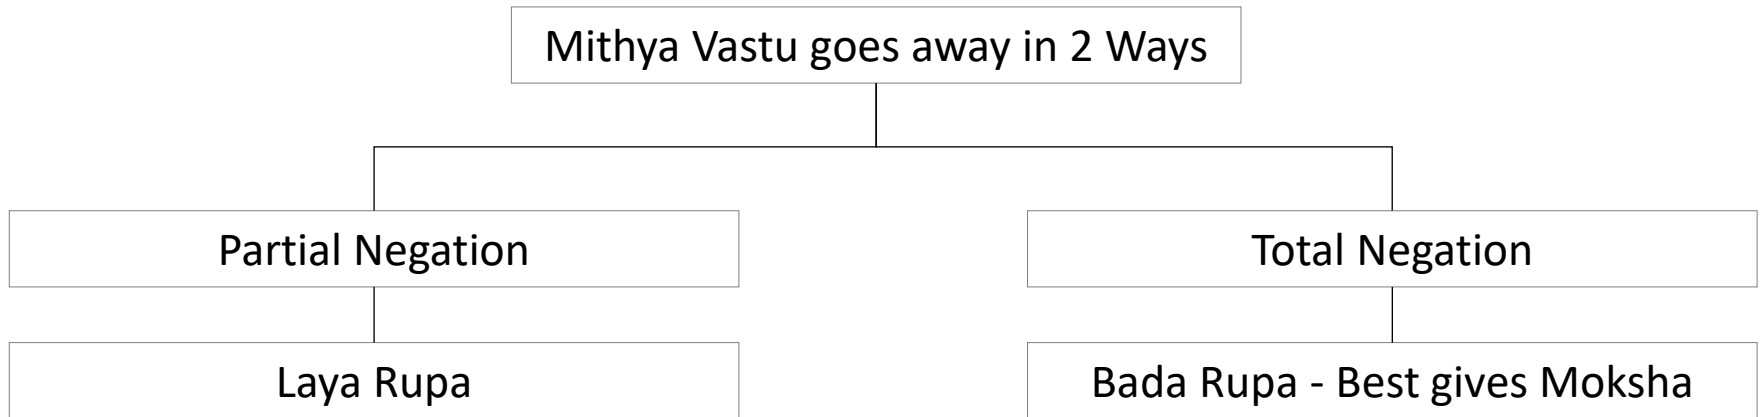 Mithya Vastu goes away in 2 Ways
Partial Negation
Total Negation
Laya Rupa
Bada Rupa - Best gives Moksha